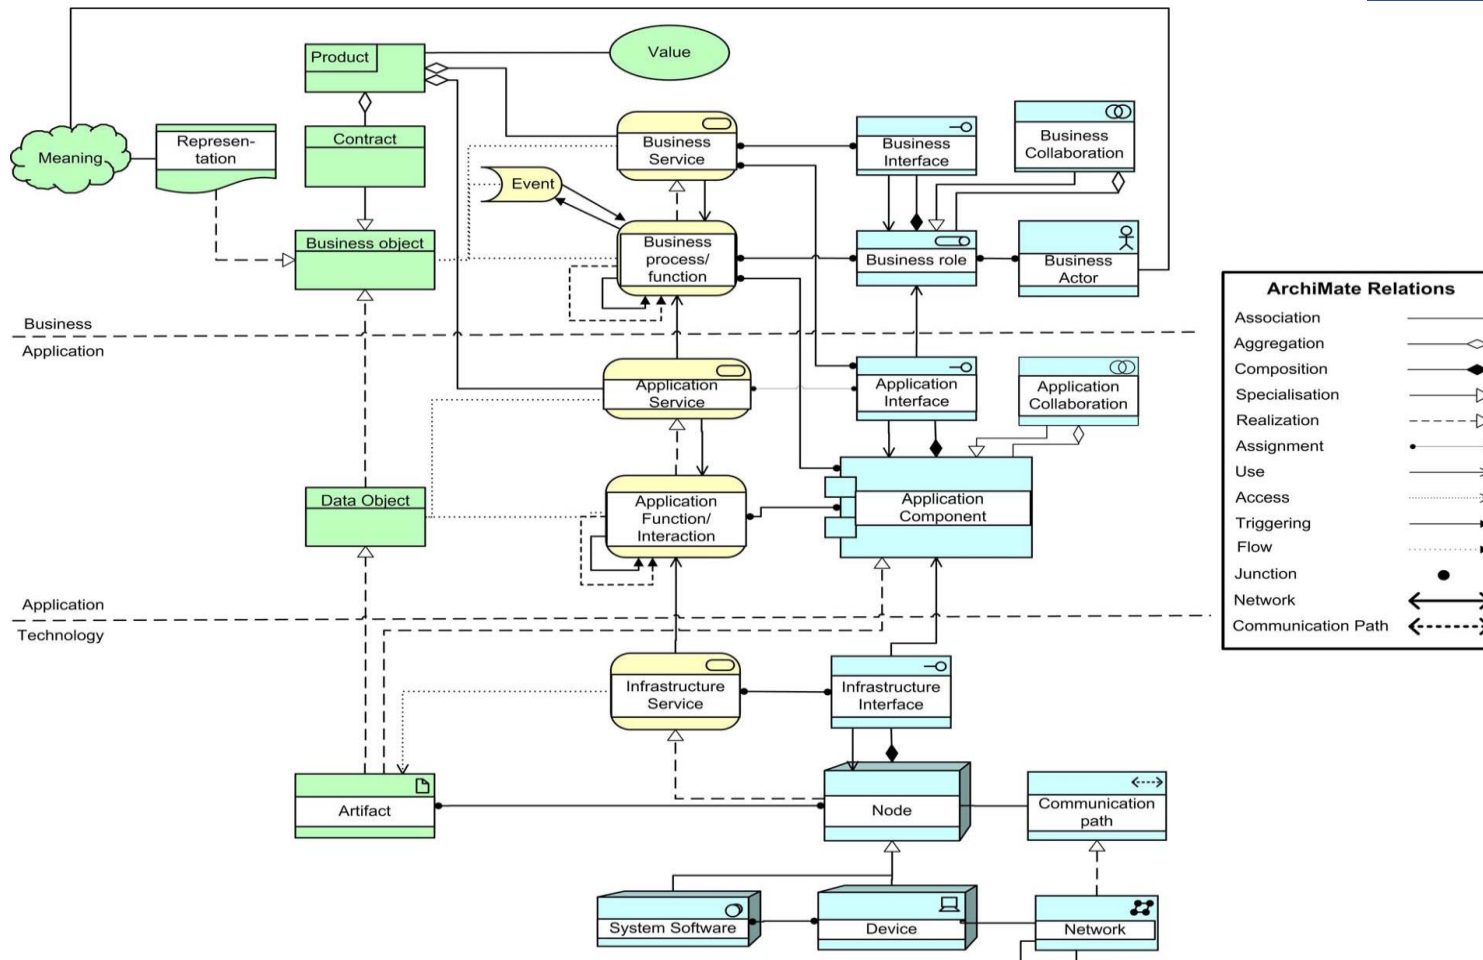 Product
Value
Contract
Meaning
Represen-
tation
Business
Service
Event
Business
Interface
Business
Collaboration
Business object
Business
process/
function
Business role
Business
Actor
Business
Application
Application
Service
Application
Interface
Application
Collaboration
Data Object
Application
Function/
Interaction
Application
Component
Application
Technology
Infrastructure
Service
Infrastructure
Interface
Artifact
Node
Communication
path
System Software
Device
Network
ArchiMate Relations
Association
Aggregation
Composition
Specialisation
Realization
Assignment
Use
Access
Triggering
Flow
Junction
Network
Communication Path